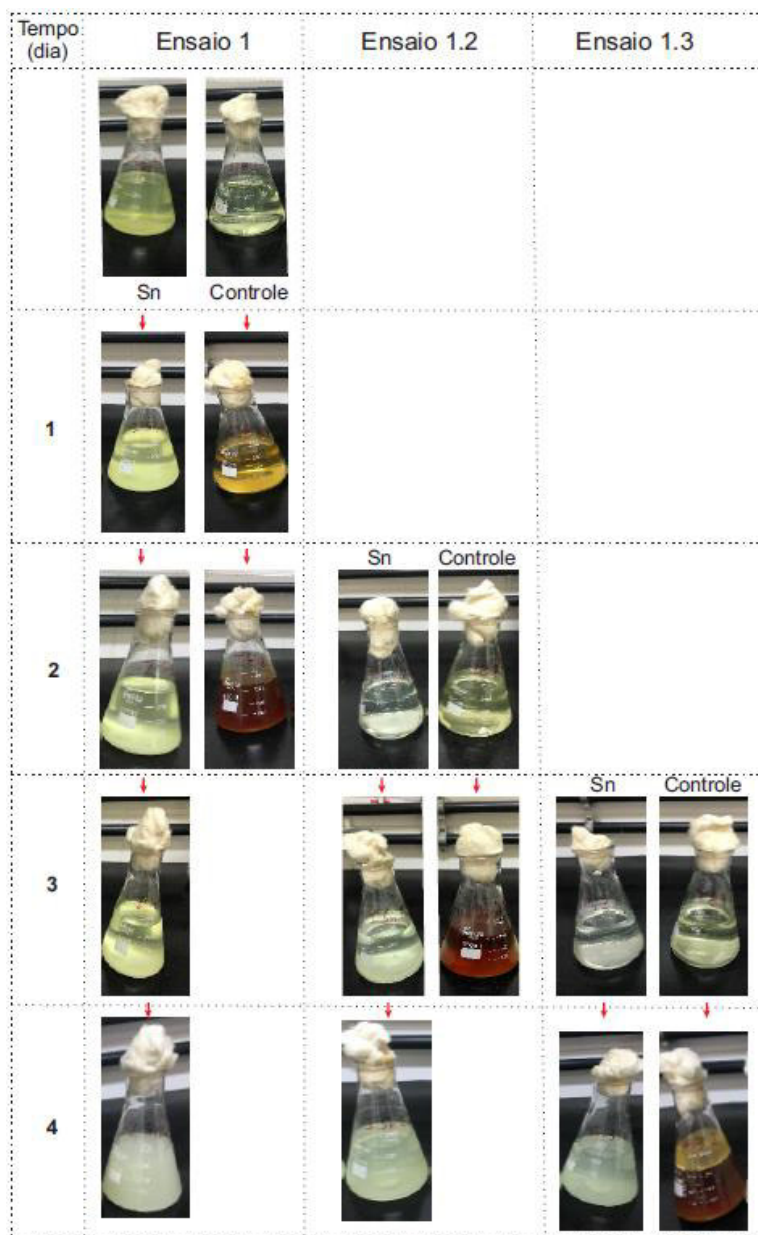 Tempo
(dia)
Ensaio 1
Ensaio 1.2
Ensaio 1.3
Sn
Controle
1
2
Sn
Controle
3
Sn
Controle
4